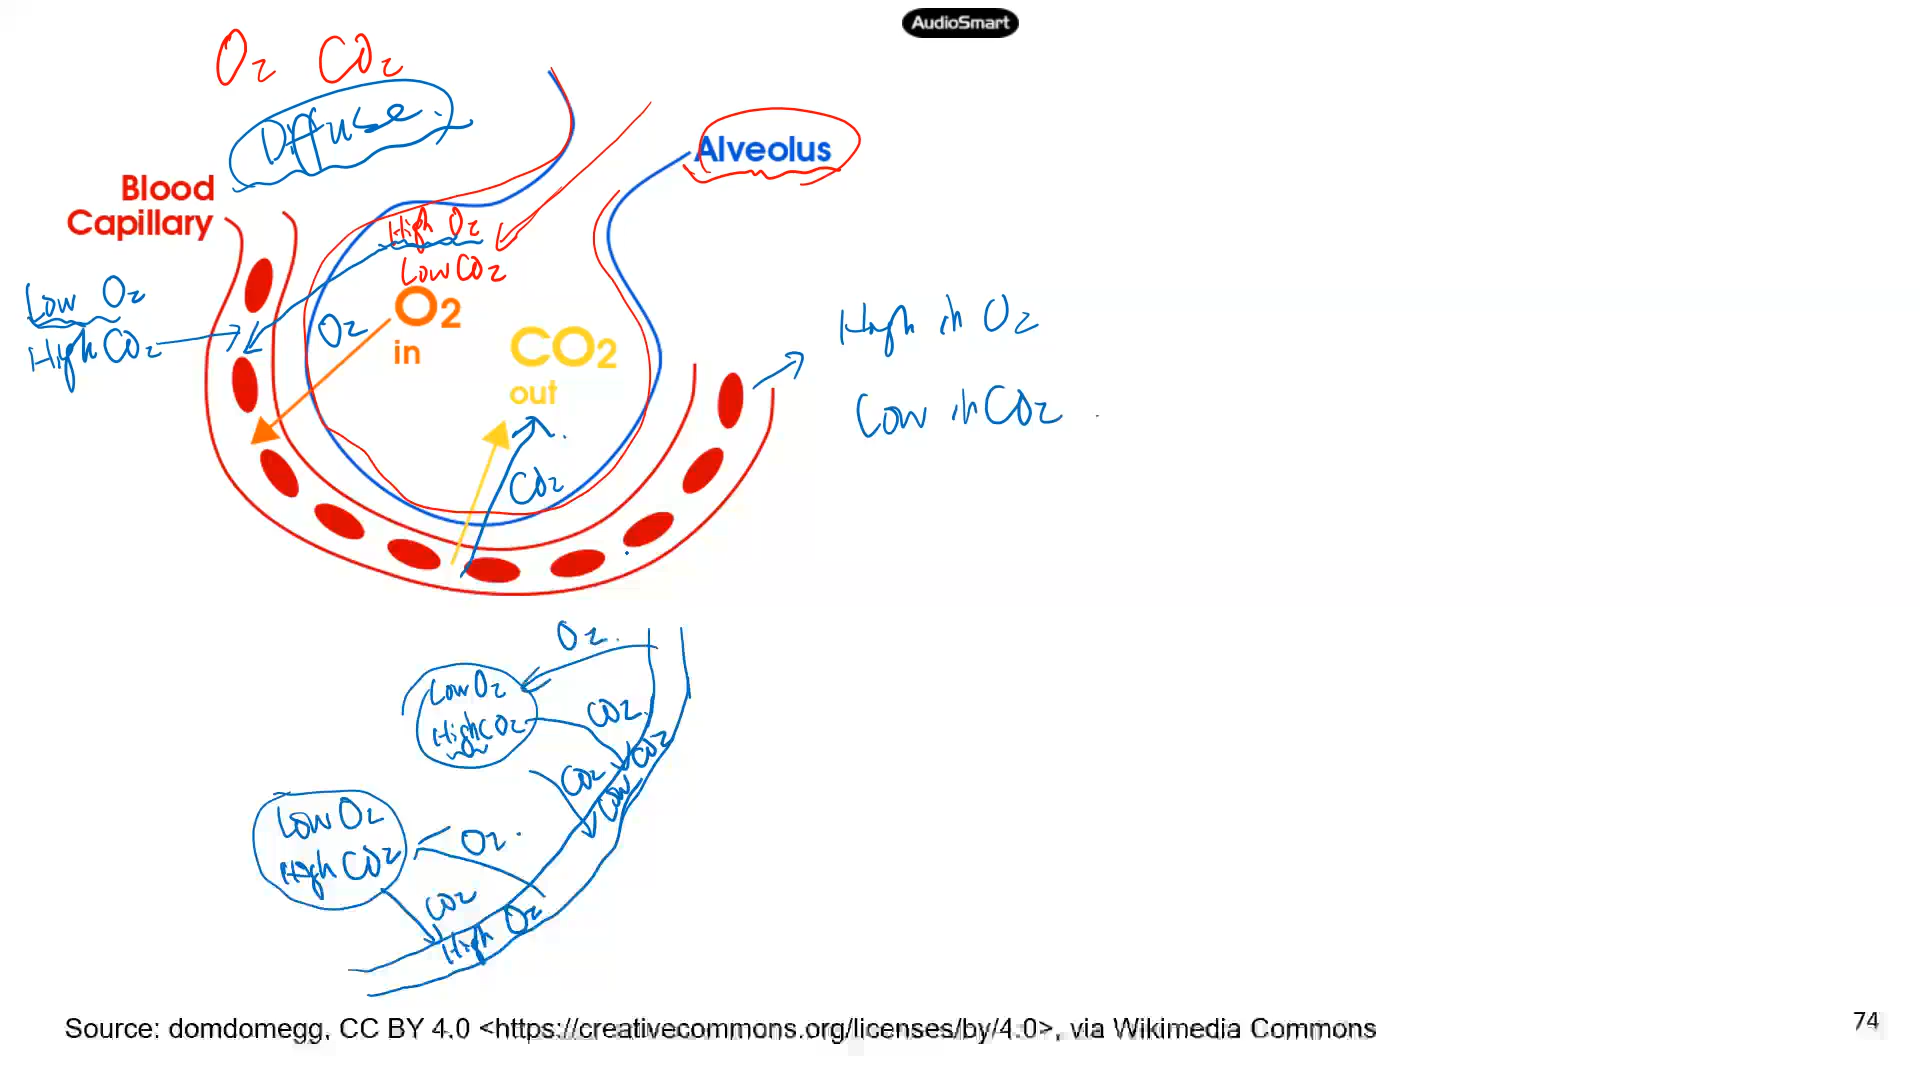 AudioSmart
O2 CO2
Diffuse.
Alveolus
Blood
Capillary
High O2
Low CO2
Low O2
High CO2
O2
in
O2
CO2
out
CO2
High in O2
Low in CO2
O2.
Low O2
High CO2
CO2
CO2
Low CO2
Low O2
High CO2
O2
CO2
High O2
Source: domdomegg, CC BY 4.0 <https://creativecommons.org/licenses/by/4.0>, via Wikimedia Commons
74